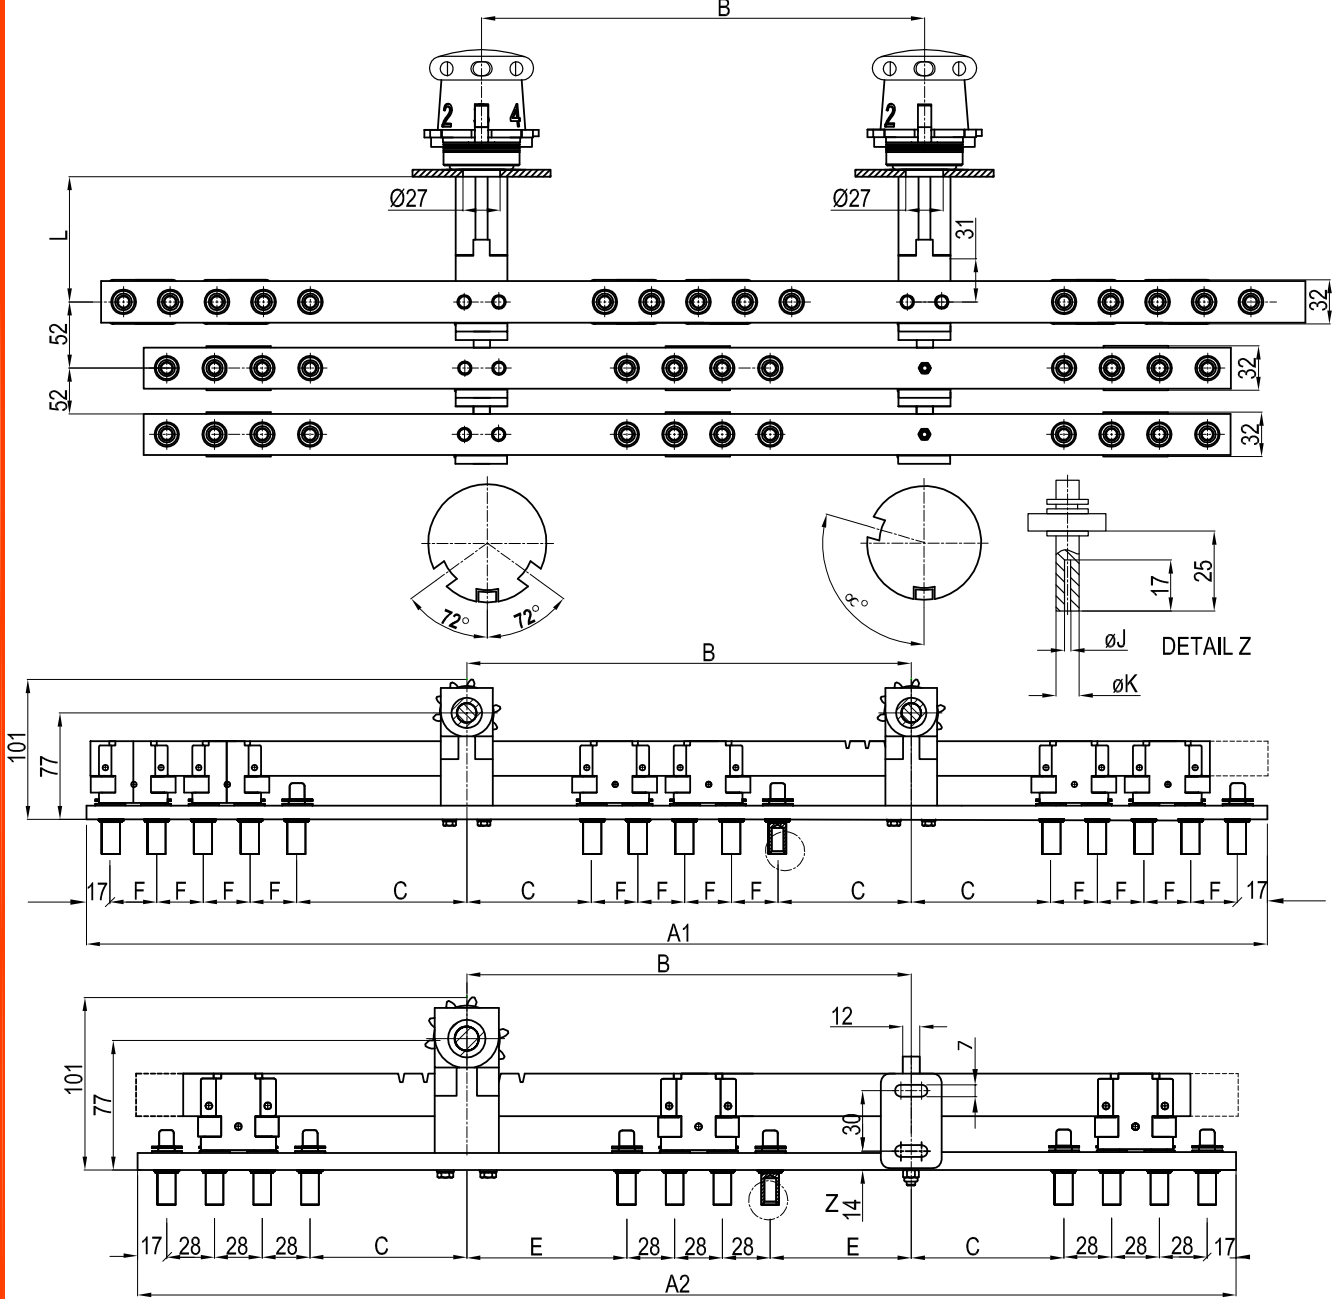 B
2 4 2
Ø27 Ø27
31
L
32
52
32
52
32
72° 72°
∝°
25
17
øJ DETAIL Z
øK
B
101
77
17 F F F F C C F F F F C C F F F F 17
A1
B
12
7
101
77
30
Z 14
17 28 28 28 C E 28 28 28 E C 28 28 28 17
A2